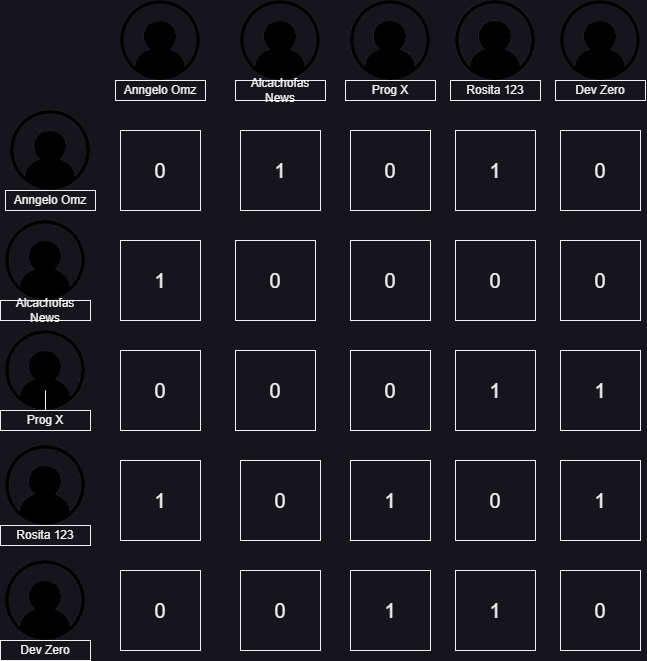 Anngelo Omz
Alcachofas
News
Prog X
Rosita 123
Dev Zero
Anngelo Omz
0 1 0 1 0
Alcachofas
News
1 0 0 0 0
Prog X
0 0 0 1 1
Rosita 123
1 0 1 0 1
Dev Zero
0 0 1 1 0